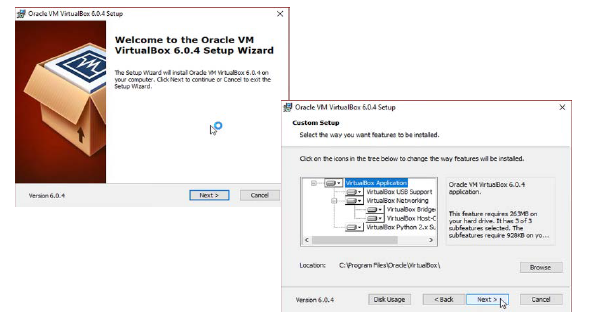 Oracle VM VirtualBox 6.0.4 Setup
Welcome to the Oracle VM
VirtualBox 6.0.4 Setup Wizard
The Setup Wizard will install Oracle VM VirtualBox 6.0.4 on
your computer. Click Next to continue or Cancel to exit the
Setup Wizard.
Version 6.0.4
Next >
Cancel
Oracle VM VirtualBox 6.0.4 Setup
Custom Setup
Select the way you want features to be installed.
Click on the icons in the tree below to change the way features will be installed.
VirtualBox Application
VirtualBox USB Support
VirtualBox Networking
VirtualBox Bridge
VirtualBox Host-C
VirtualBox Python 2.x Su
Oracle VM VirtualBox 6.0.4
application.
This feature requires 263MB on
your hard drive. It has 3 of 3
subfeatures selected. The
subfeatures require 928KB on yo...
Location: C:\Program Files\Oracle\VirtualBox\
Browse
Version 6.0.4
Disk Usage
< Back
Next >
Cancel